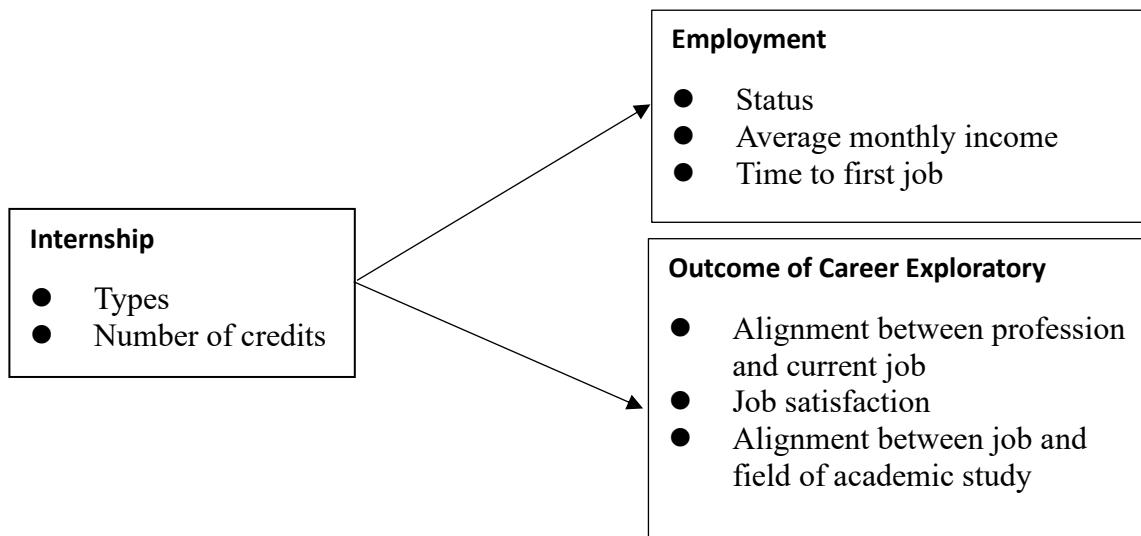 Employment
● Status
● Average monthly income
● Time to first job
Internship
● Types
● Number of credits
Outcome of Career Exploratory
● Alignment between profession
and current job
● Job satisfaction
● Alignment between job and
field of academic study